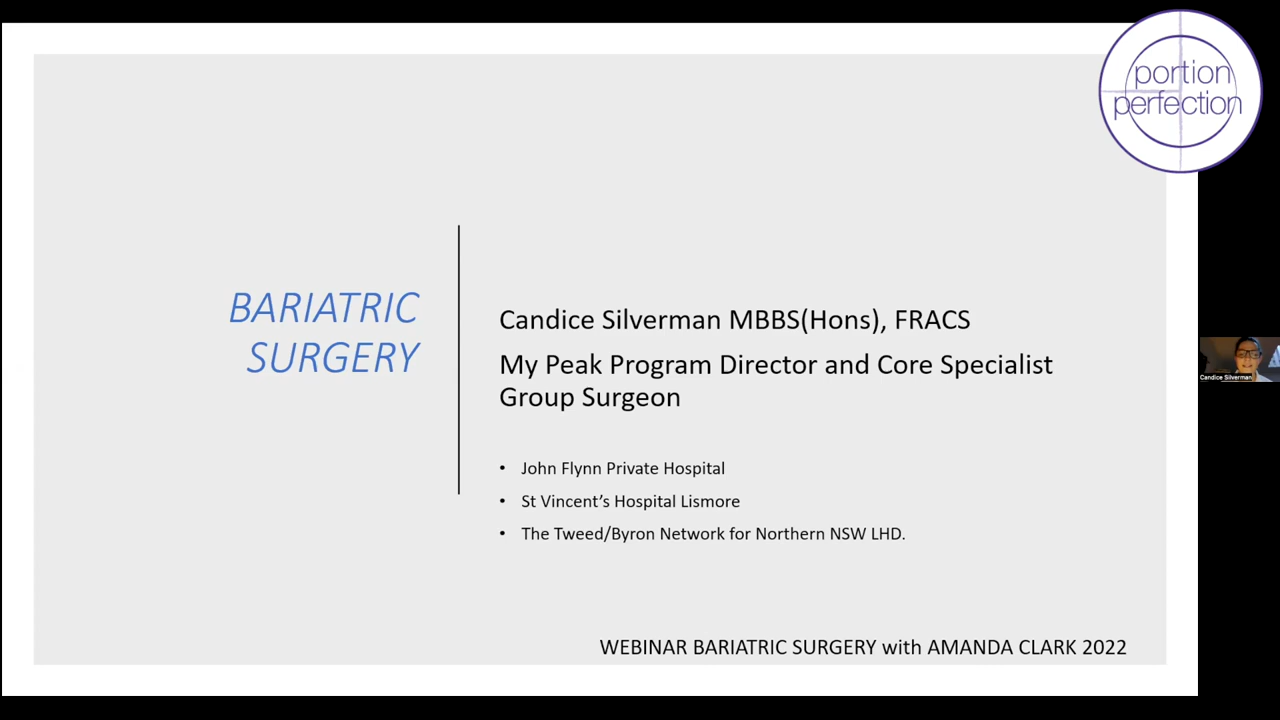 portion
perfection
BARIATRIC
SURGERY
Candice Silverman MBBS(Hons), FRACS
My Peak Program Director and Core Specialist
Group Surgeon
• John Flynn Private Hospital
• St Vincent’s Hospital Lismore
• The Tweed/Byron Network for Northern NSW LHD.
WEBINAR BARIATRIC SURGERY with AMANDA CLARK 2022
Candice Silverman